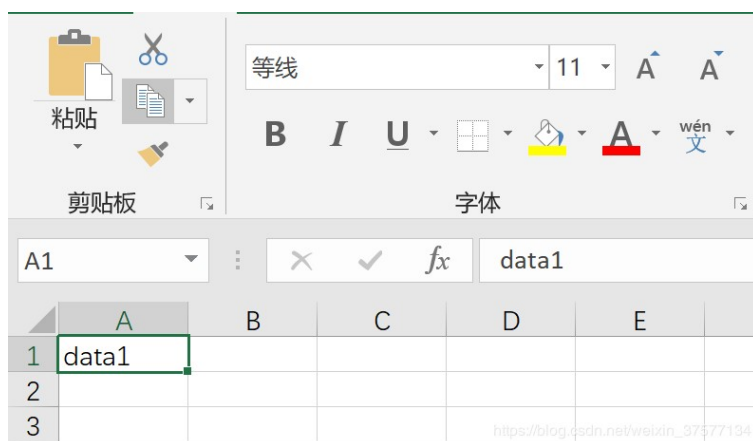 等线
11
A
A
粘贴
B
I
U
A
wén
文
剪贴板
字体
A1
fx
data1
A
B
C
D
E
1
data1
2
3
https://blog.csdn.net/weixin_37577134